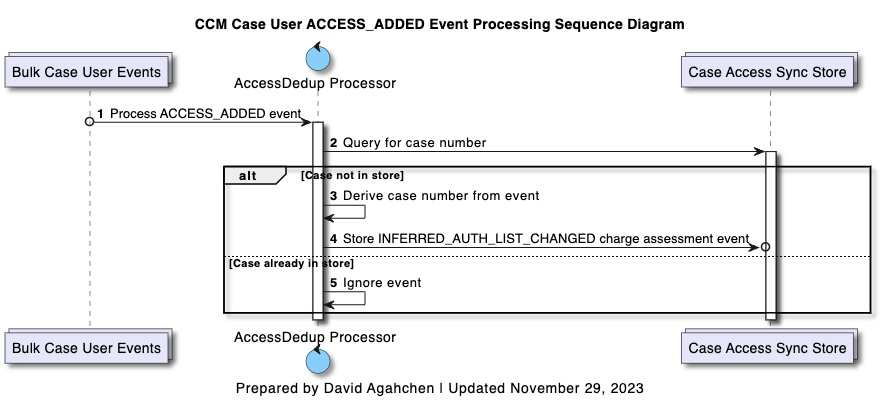 CCM Case User ACCESS_ADDED Event Processing Sequence Diagram
Bulk Case User Events
AccessDedup Processor
Case Access Sync Store
1 Process ACCESS_ADDED event
2 Query for case number
alt [Case not in store]
3 Derive case number from event
4 Store INFERRED_AUTH_LIST_CHANGED charge assessment event
[Case already in store]
5 Ignore event
Bulk Case User Events
AccessDedup Processor
Case Access Sync Store
Prepared by David Agahchen | Updated November 29, 2023